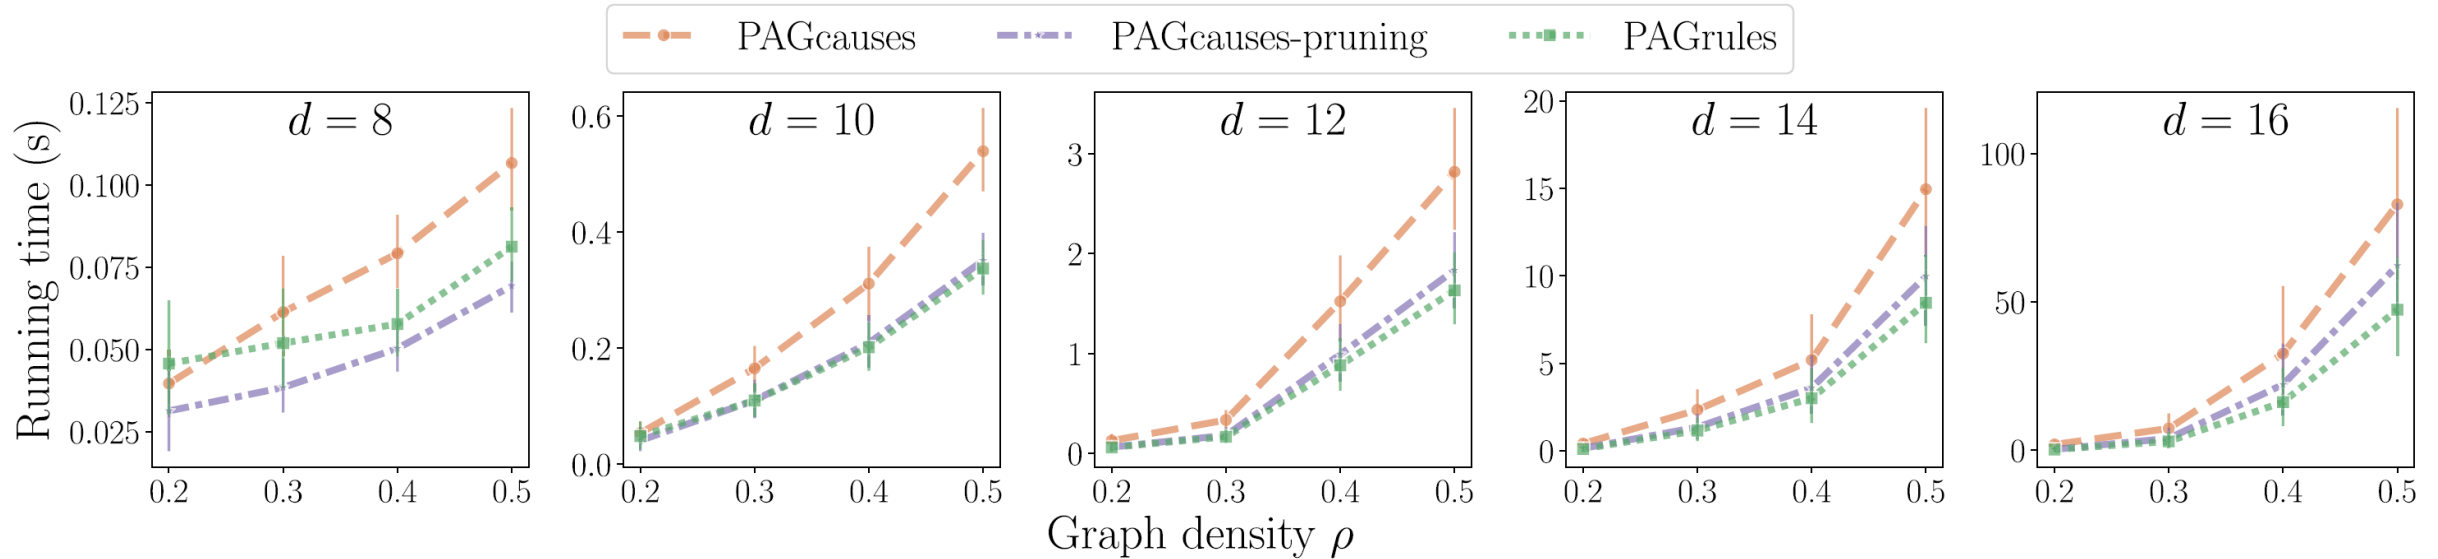 PAGcauses PAGcauses-pruning PAGrules
d = 8
d = 10
d = 12
d = 14
d = 16
Running time (s)
0.125
0.100
0.075
0.050
0.025
0.2 0.3 0.4 0.5
0.6
0.4
0.2
0.0
0.2 0.3 0.4 0.5
3
2
1
0
0.2 0.3 0.4 0.5
20
15
10
5
0
0.2 0.3 0.4 0.5
100
50
0
0.2 0.3 0.4 0.5
Graph density ρ